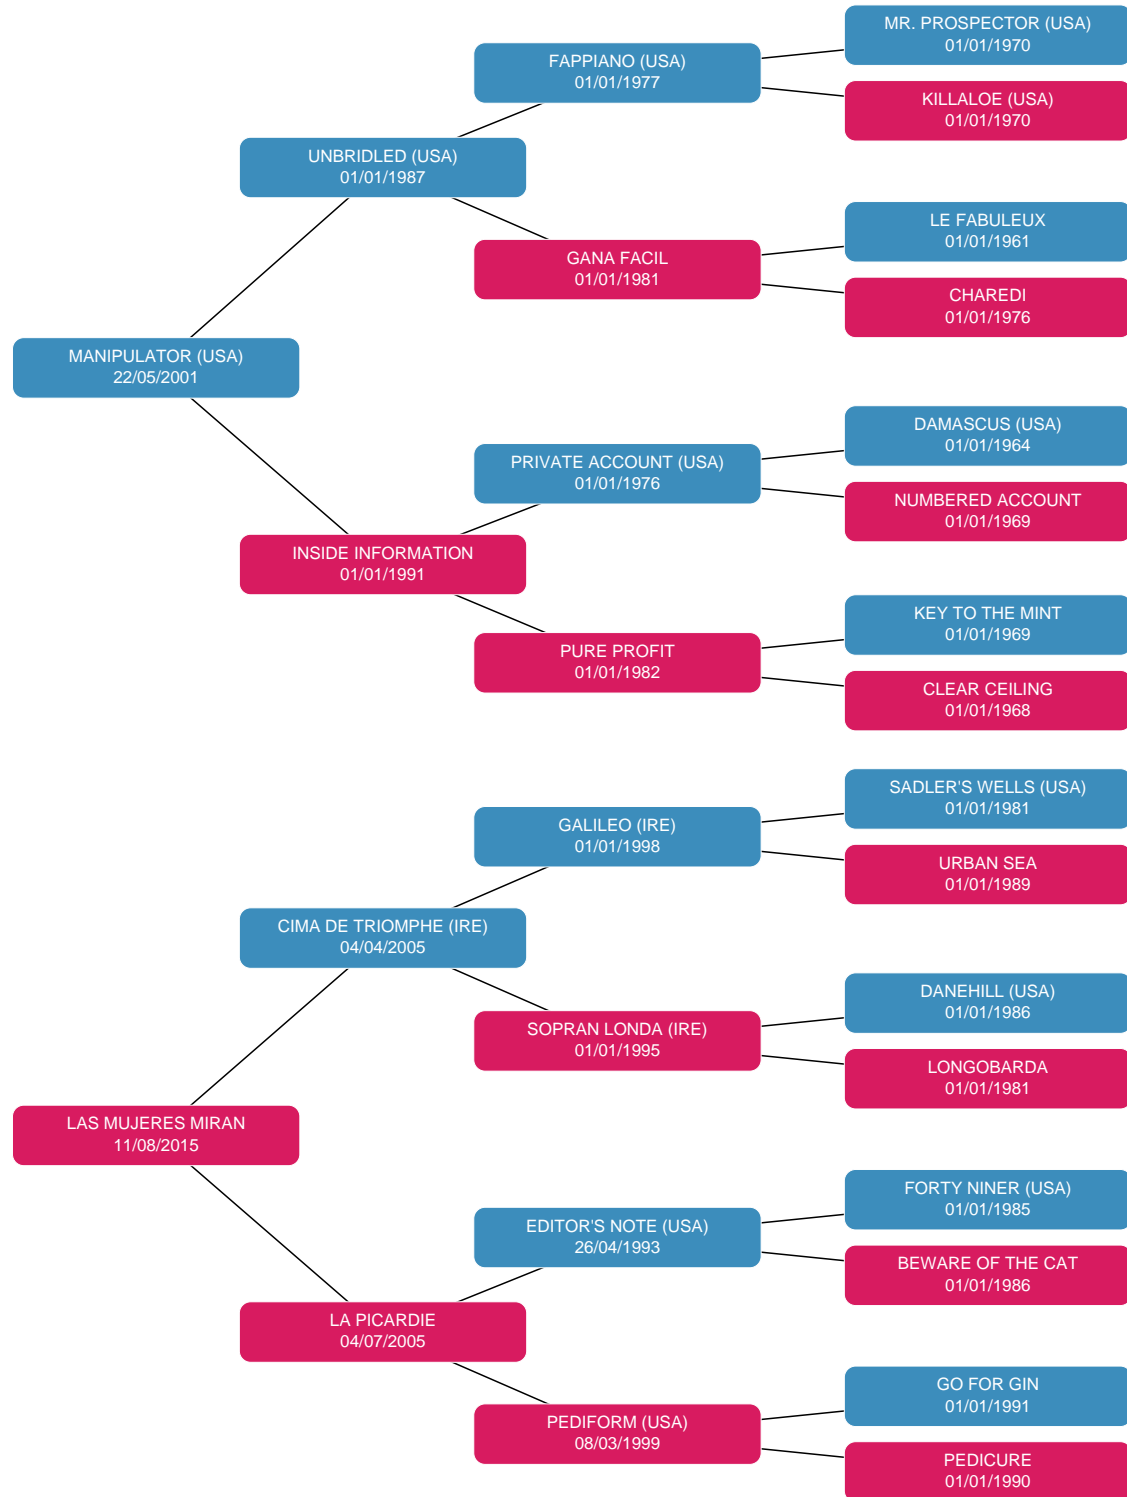 MR. PROSPECTOR (USA)
01/01/1970
FAPPIANO (USA)
01/01/1977
KILLALOE (USA)
01/01/1970
UNBRIDLED (USA)
01/01/1987
LE FABULEUX
01/01/1961
GANA FACIL
01/01/1981
CHAREDI
01/01/1976
MANIPULATOR (USA)
22/05/2001
DAMASCUS (USA)
01/01/1964
PRIVATE ACCOUNT (USA)
01/01/1976
NUMBERED ACCOUNT
01/01/1969
INSIDE INFORMATION
01/01/1991
KEY TO THE MINT
01/01/1969
PURE PROFIT
01/01/1982
CLEAR CEILING
01/01/1968
SADLER'S WELLS (USA)
01/01/1981
GALILEO (IRE)
01/01/1998
URBAN SEA
01/01/1989
CIMA DE TRIOMPHE (IRE)
04/04/2005
DANEHILL (USA)
01/01/1986
SOPRAN LONDA (IRE)
01/01/1995
LONGOBARDA
01/01/1981
LAS MUJERES MIRAN
11/08/2015
FORTY NINER (USA)
01/01/1985
EDITOR'S NOTE (USA)
26/04/1993
BEWARE OF THE CAT
01/01/1986
LA PICARDIE
04/07/2005
GO FOR GIN
01/01/1991
PEDIFORM (USA)
08/03/1999
PEDICURE
01/01/1990